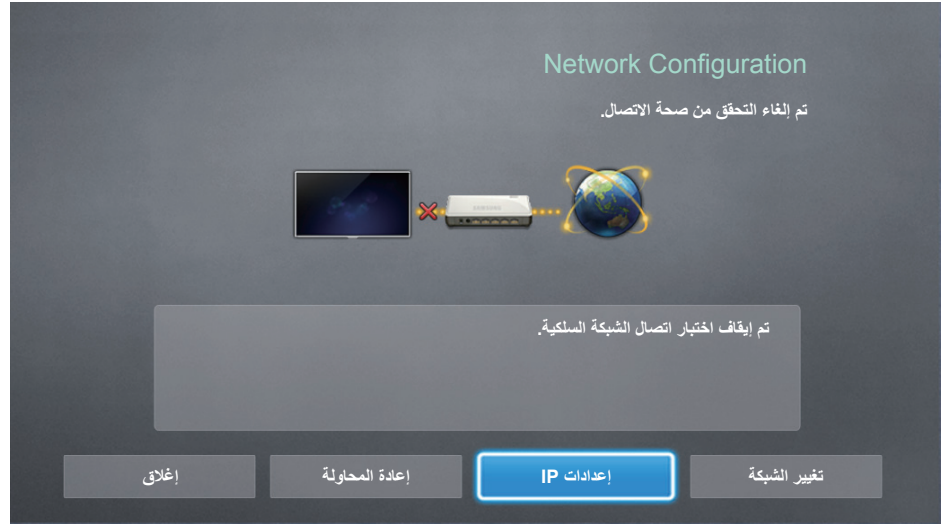 Network Configuration
تم إلغاء التحقق من صحة الاتصال.
SAMSUNG
تم إيقاف اختبار اتصال الشبكة السلكية.
تغيير الشبكة
إعدادات IP
إعادة المحاولة
إغلاق